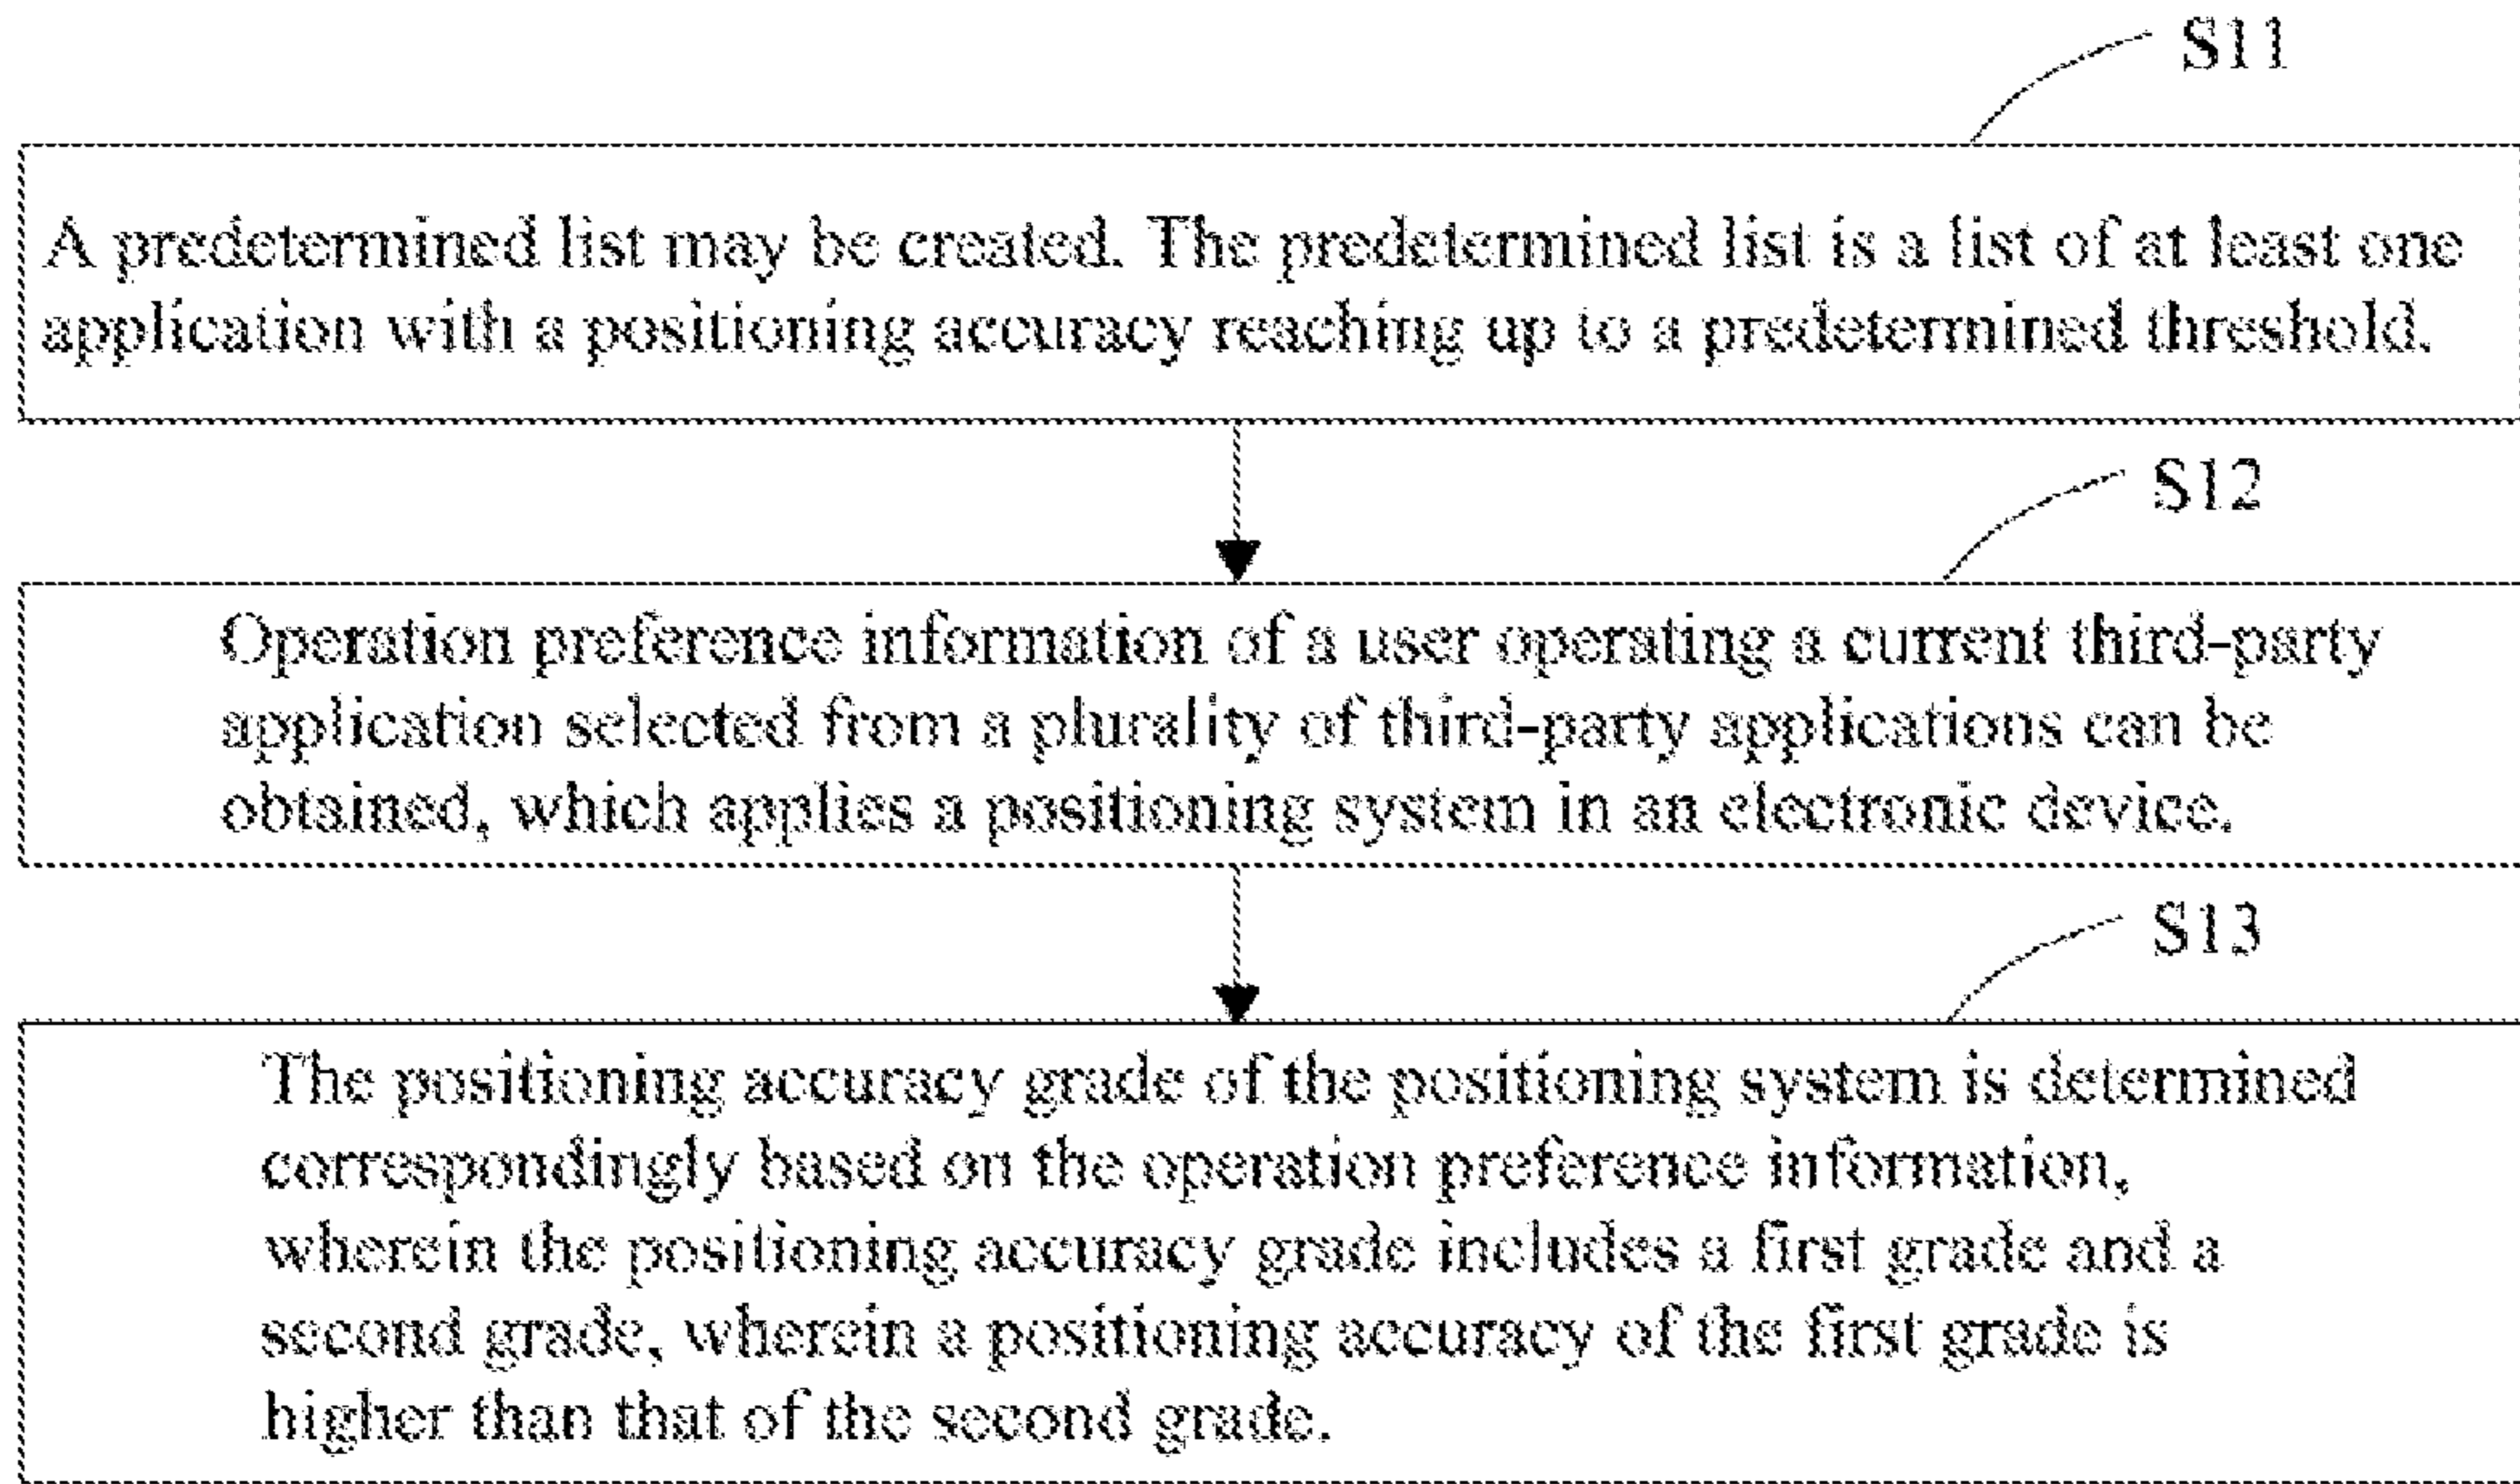 S11
A predetermined list may be created. The predetermined list is a list of at least one
application with a positioning accuracy reaching up to a predetermined threshold.
S12
Operation preference information of a user operating a current third-party
application selected from a plurality of third-party applications can be
obtained, which applies a positioning system in an electronic device.
S13
The positioning accuracy grade of the positioning system is determined
correspondingly based on the operation preference information,
wherein the positioning accuracy grade includes a first grade and a
second grade, wherein a positioning accuracy of the first grade is
higher than that of the second grade.